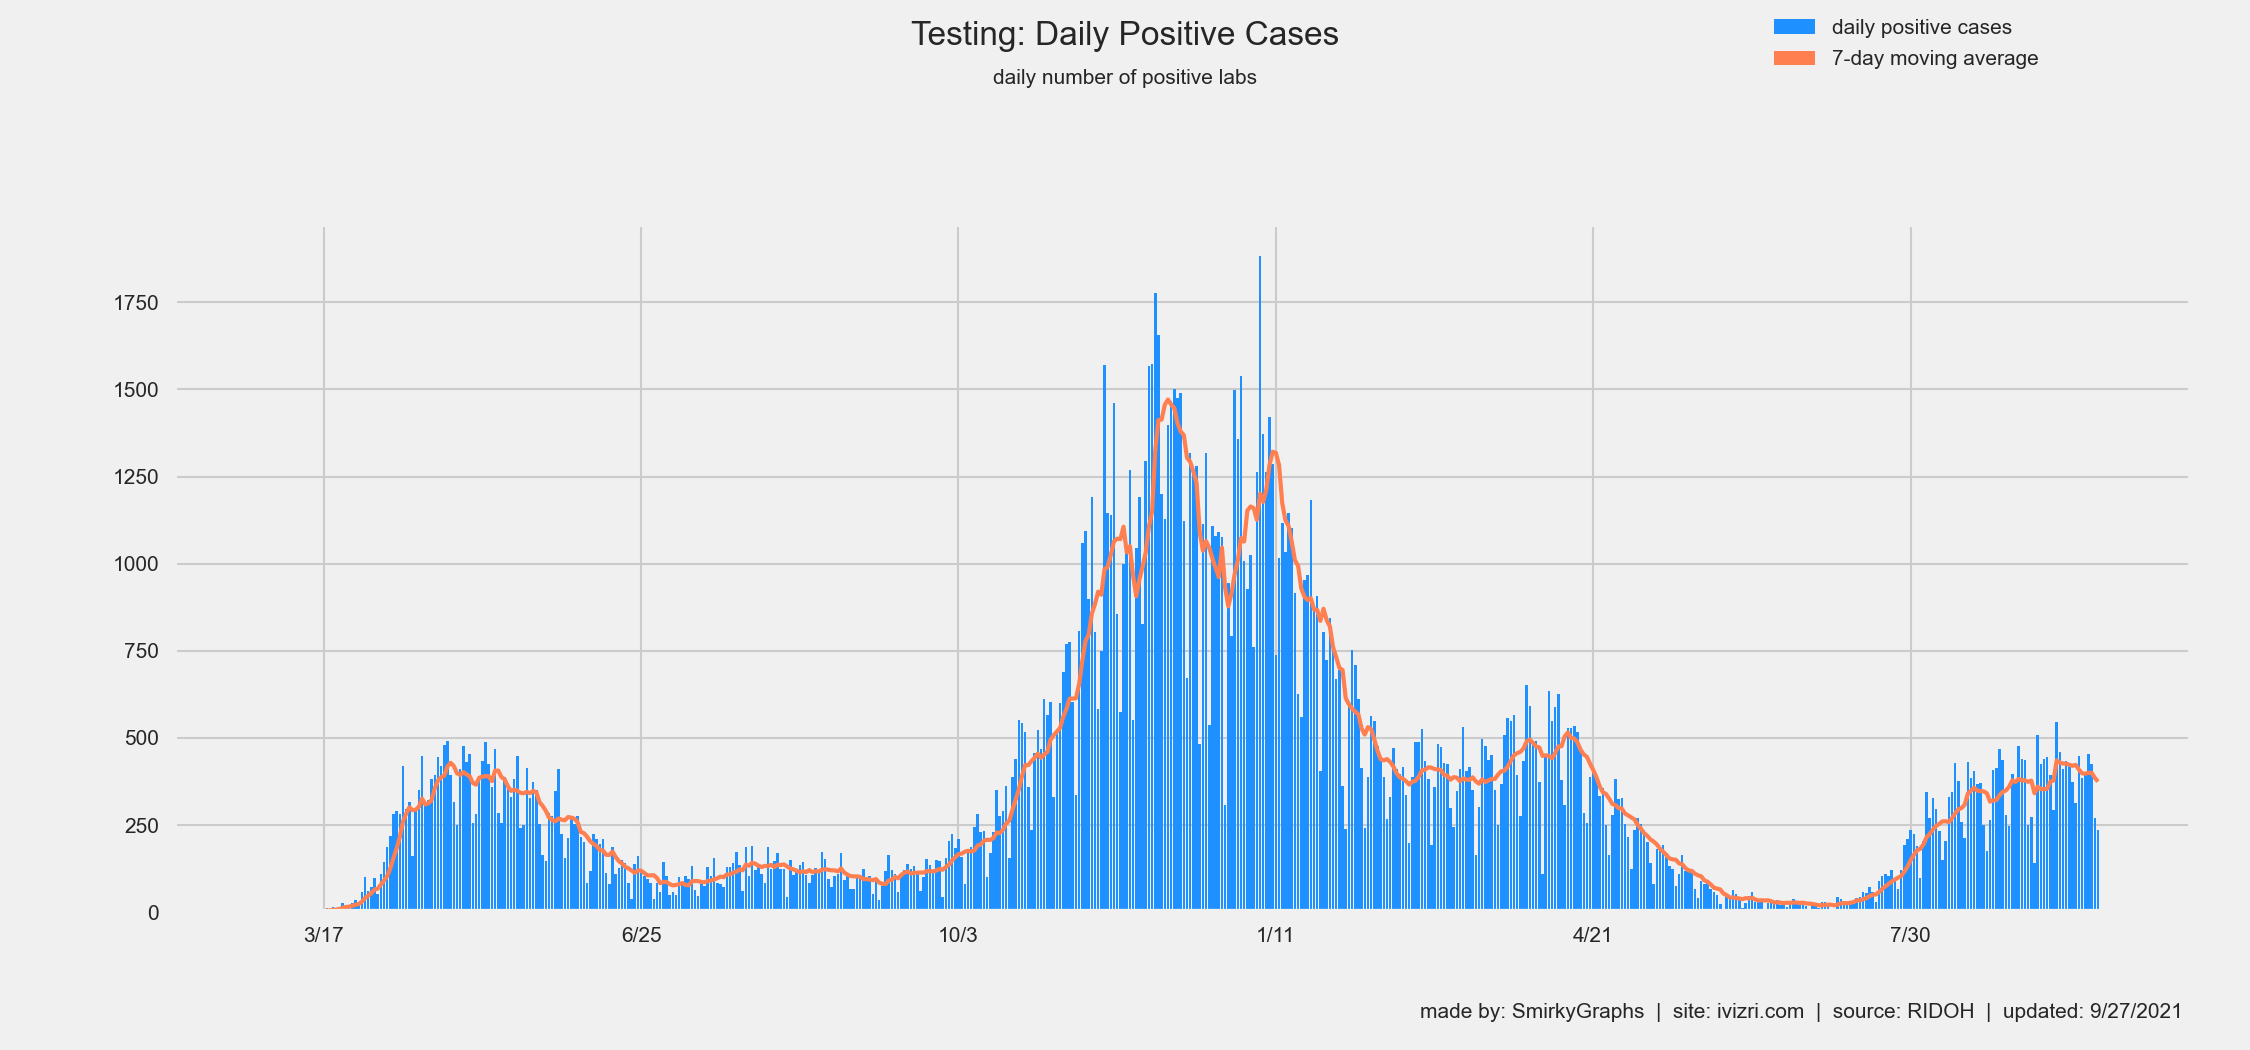 Testing: Daily Positive Cases
daily number of positive labs
daily positive cases
7-day moving average
1750
1500
1250
1000
750
500
250
0
3/17 6/25 10/3 1/11 4/21 7/30
made by: SmirkyGraphs | site: ivizri.com | source: RIDOH | updated: 9/27/2021